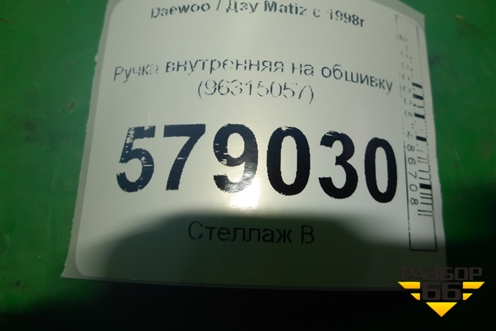 Daewoo / Дэу Matiz с 1998г
Ручка внутренняя на обшивку
(96315057)
579030
Стеллаж В
РАЗБОР
66